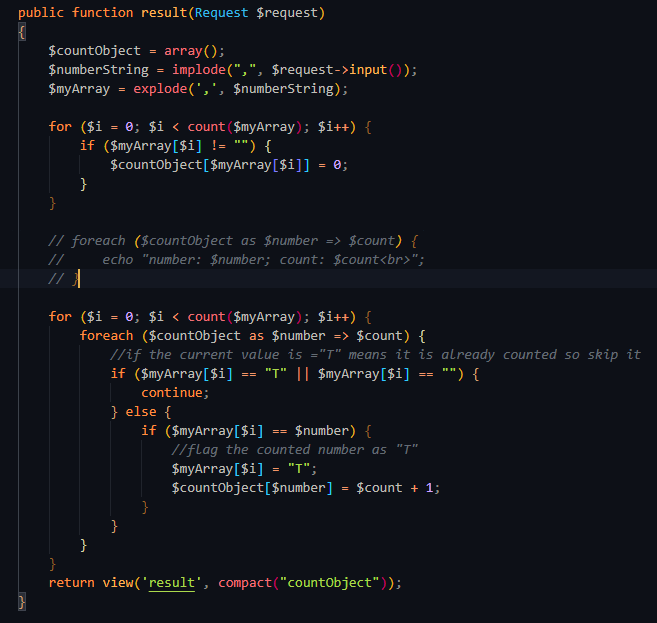 public function result(Request $request)
{
    $countObject = array();
    $numberString = implode(",", $request->input());
    $myArray = explode(',', $numberString);

    for ($i = 0; $i < count($myArray); $i++) {
        if ($myArray[$i] != "") {
            $countObject[$myArray[$i]] = 0;
        }
    }

    // foreach ($countObject as $number => $count) {
    //     echo "number: $number; count: $count<br>";
    // }

    for ($i = 0; $i < count($myArray); $i++) {
        foreach ($countObject as $number => $count) {
            //if the current value is ="T" means it is already counted so skip it
            if ($myArray[$i] == "T" || $myArray[$i] == "") {
                continue;
            } else {
                if ($myArray[$i] == $number) {
                    //flag the counted number as "T"
                    $myArray[$i] = "T";
                    $countObject[$number] = $count + 1;
                }
            }
        }
    }
    return view('result', compact("countObject"));
}